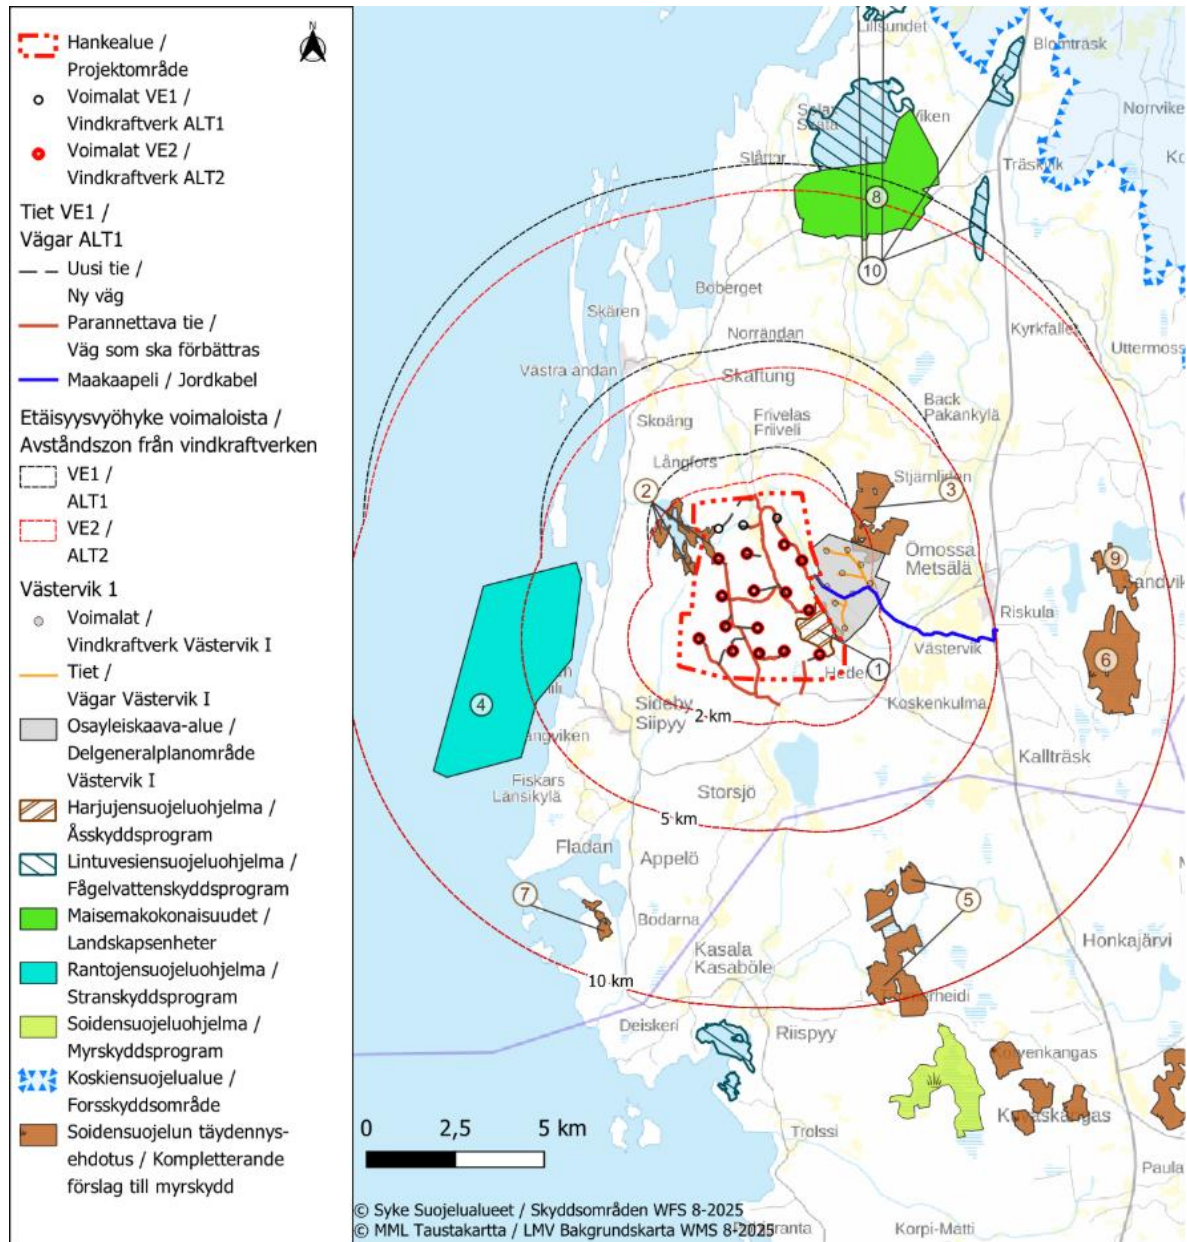 Hankealue /
Projektområde
N
Voimalat VE1 /
Vindkraftverk ALT1
Voimalat VE2 /
Vindkraftverk ALT2
Tiet VE1 /
Vägar ALT1
Uusi tie /
Ny väg
Parannettava tie /
Väg som ska förbättras
Maakaapeli / Jordkabel
Etäisyysvyöhyke voimaloista /
Avståndszon från vindkraftverken
VE1 /
ALT1
VE2 /
ALT2
Västervik 1
Voimalat /
Vindkraftverk Västervik I
Tiet /
Vägar Västervik I
Osayleiskaava-alue /
Delgeneralplanområde
Västervik I
Harjujensuojeluohjelma /
Åsskyddsprogram
Lintuvesiensuojeluohjelma /
Fågelvattenskyddsprogram
Maisemakokonaisuudet /
Landskapsenheter
Rantojensuojeluohjelma /
Stranskyddsprogram
Soidensuojeluohjelma /
Myrskyddsprogram
Koskiensuojelualue /
Forsskyddsområde
Soidensuojelun täydennys-
ehdotus / Kompletterande
förslag till myrskydd
Lillsundet
Blomträsk
Norrvike
Viken
Slåttar
Träskvik
8
10
Boberget
Skären
Norrändan
Kyrkfallet
Uttermoss
Västra ändan
Skaftung
Back
Pakankylä
Skoäng
Frivelas
Friiveli
Långfors
Stjärnliden
2
3
Ömossa
Metsälä
9
Riskula
Västervik
6
1
4
Sideby
Siipyy
2 km
Koskenkulma
Kallträsk
Fiskars
Länsikylä
Storsjö
5 km
Fladan
Appelö
7
5
Bodarna
Kasala
Kasaböle
Honkajärvi
10 km
Deiskeri
Riispyy
Kuvaskangas
Trolssi
Paula
Korpi-Matti
0 2,5 5 km
© Syke Suojelualueet / Skyddsområden WFS 8-2025
© MML Taustakartta / LMV Bakgrundskarta WMS 8-2025